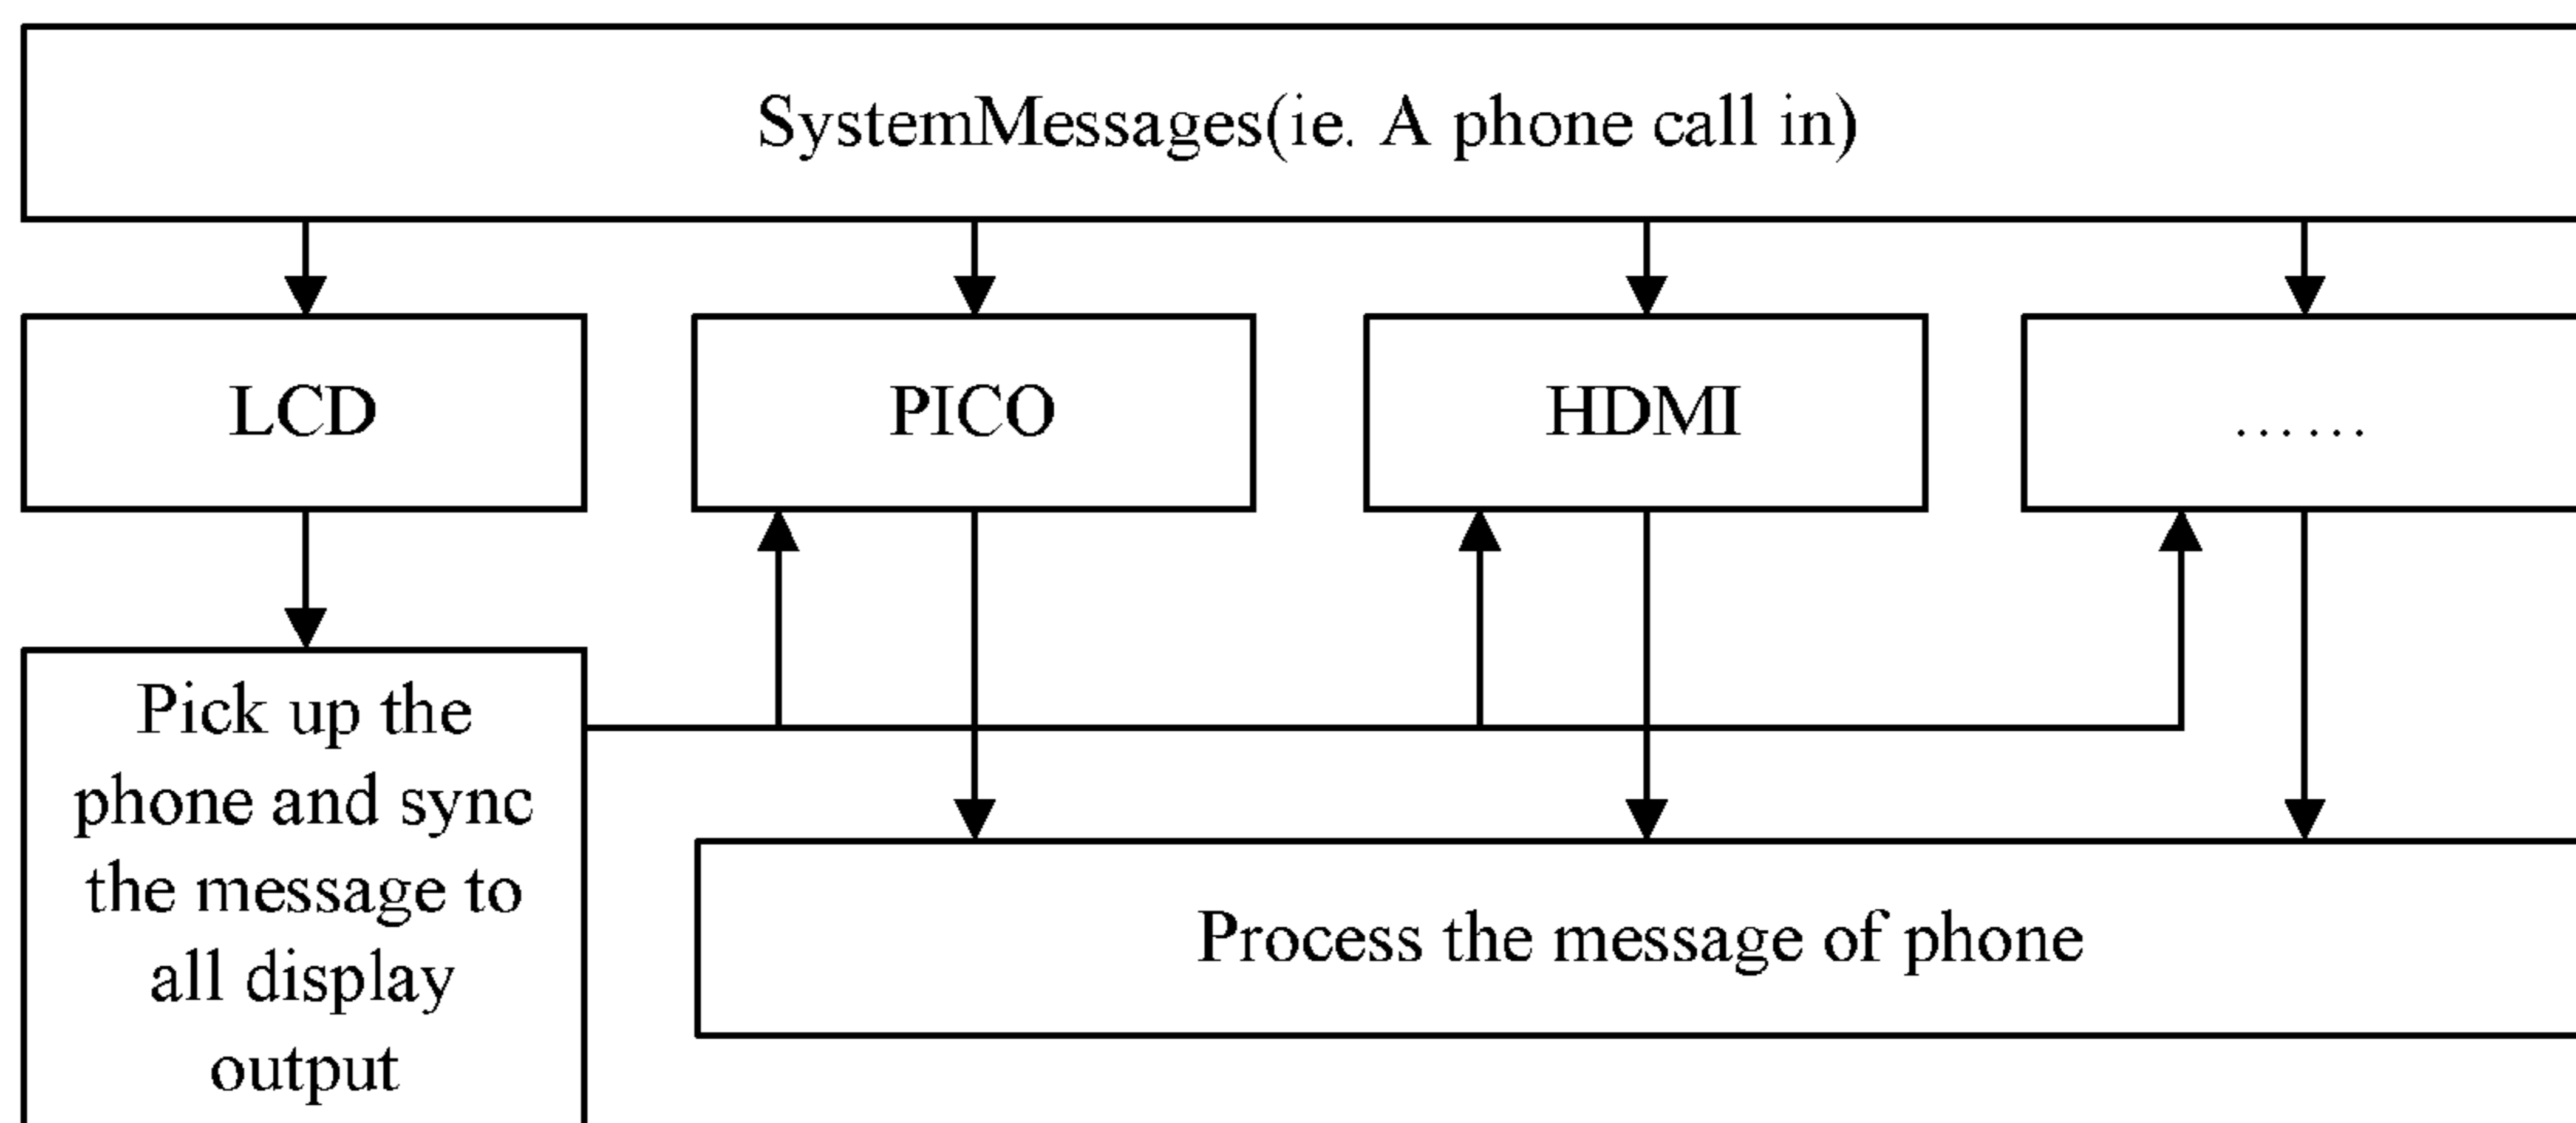 SystemMessages(ie. A phone call in)
LCD
PICO
HDMI
……
Pick up the
phone and sync
the message to
all display
output
Process the message of phone